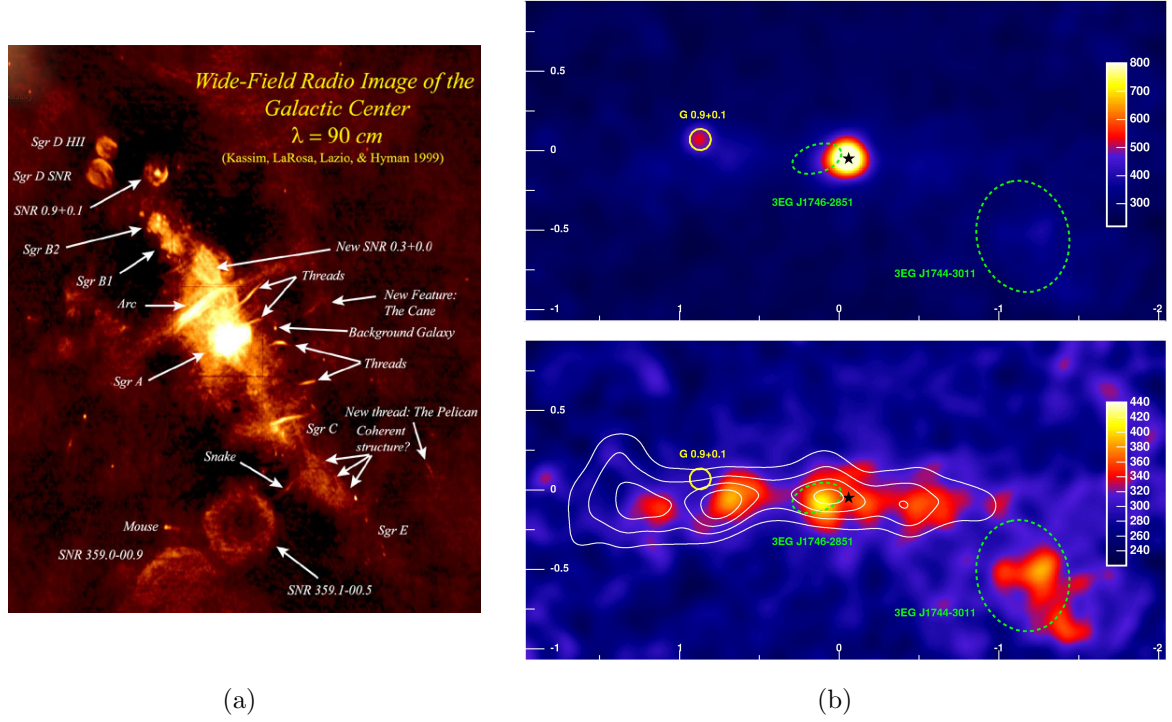 Wide-Field Radio Image of the
Galactic Center
λ = 90 cm
(Kassim, LaRosa, Lazio, & Hyman 1999)
Sgr D HII
Sgr D SNR
SNR 0.9+0.1
Sgr B2
Sgr B1
New SNR 0.3+0.0
Threads
Arc
New Feature:
The Cane
Background Galaxy
Threads
Sgr A
New thread: The Pelican
Sgr C
Coherent
structure?
Snake
Mouse
Sgr E
SNR 359.0-00.9
SNR 359.1-00.5
(a)
0.5
0
-0.5
-1
1
0
-1
-2
G 0.9+0.1
3EG J1746-2851
3EG J1744-3011
800
700
600
500
400
300
0.5
0
-0.5
-1
1
0
-1
-2
G 0.9+0.1
3EG J1746-2851
3EG J1744-3011
440
420
400
380
360
340
320
300
280
260
240
(b)